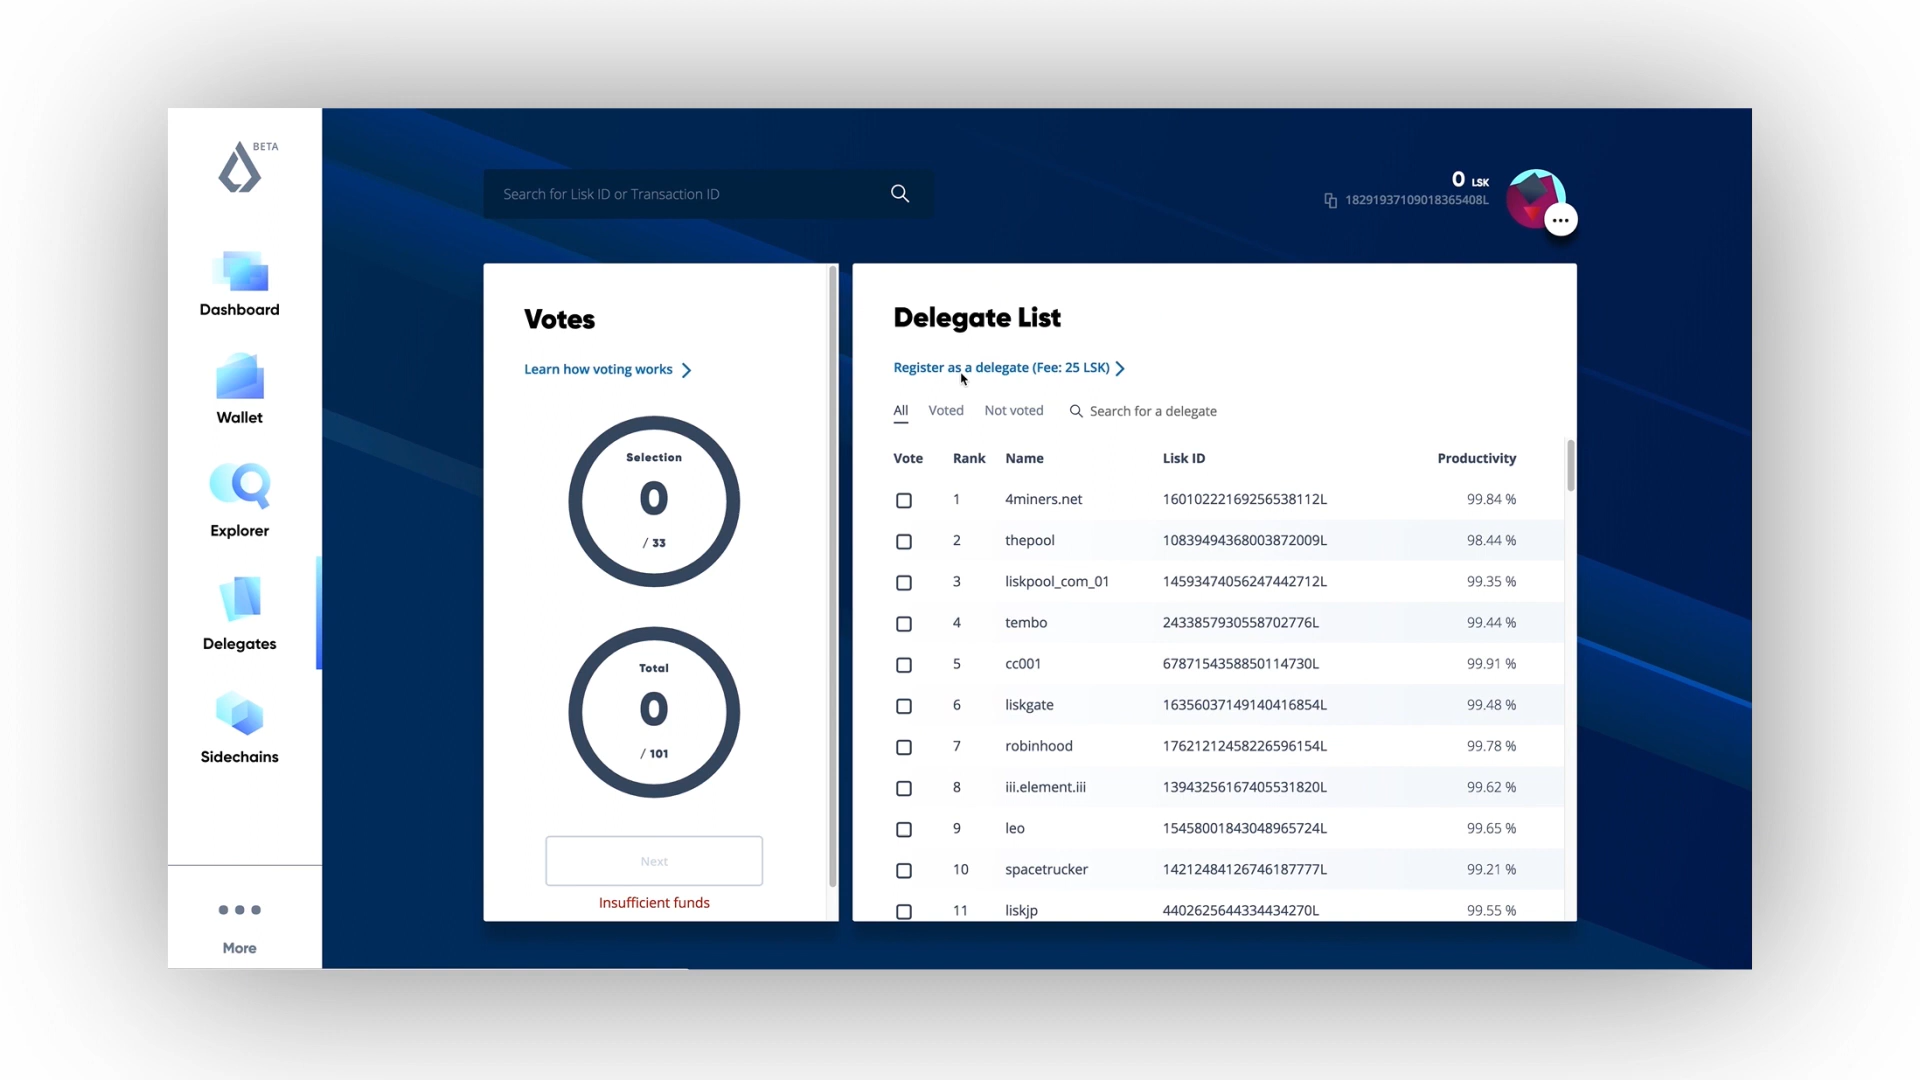 BETA
Dashboard
Wallet
Explorer
Delegates
Sidechains
More
Search for Lisk ID or Transaction ID
0 LSK
18291937109018365408L
Votes
Learn how voting works
Selection
0
/ 33
Total
0
/ 101
Next
Insufficient funds
Delegate List
Register as a delegate (Fee: 25 LSK)
All Voted Not voted Search for a delegate
Vote Rank Name Lisk ID Productivity
1 4miners.net 16010222169256538112L 99.84 %
2 thepool 10839494368003872009L 98.44 %
3 liskpool_com_01 14593474056247442712L 99.35 %
4 tembo 2433857930558702776L 99.44 %
5 cc001 6787154358850114730L 99.91 %
6 liskgate 16356037149140416854L 99.48 %
7 robinhood 17621212458226596154L 99.78 %
8 iii.element.iii 13943256167405531820L 99.62 %
9 leo 15458001843048965724L 99.65 %
10 spacetrucker 14212484126746187777L 99.21 %
11 liskjp 4402625644334434270L 99.55 %